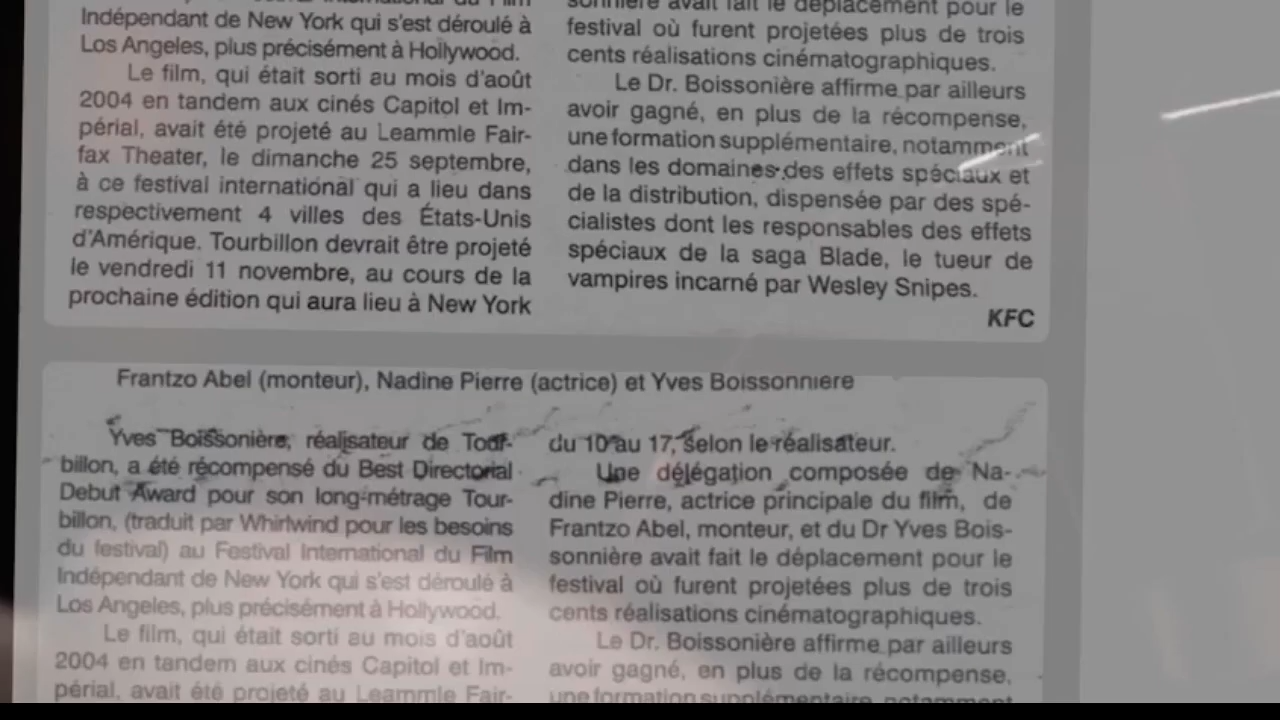 Indépendant de New York qui s'est déroulé à
Los Angeles, plus précisément à Hollywood.
Le film, qui était sorti au mois d'août
2004 en tandem aux cinés Capitol et Im-
périal, avait été projeté au Leammle Fair-
fax Theater, le dimanche 25 septembre,
à ce festival international qui a lieu dans
respectivement 4 villes des États-Unis
d'Amérique. Tourbillon devrait être projeté
le vendredi 11 novembre, au cours de la
prochaine édition qui aura lieu à New York
sonnière avait fait le déplacement pour le
festival où furent projetées plus de trois
cents réalisations cinématographiques.
Le Dr. Boissonière affirme par ailleurs
avoir gagné, en plus de la récompense,
une formation supplémentaire, notamment
dans les domaines des effets spéciaux et
de la distribution, dispensée par des spé-
cialistes dont les responsables des effets
spéciaux de la saga Blade, le tueur de
vampires incarné par Wesley Snipes.
KFC
Frantzo Abel (monteur), Nadine Pierre (actrice) et Yves Boissonniere
Yves Boissonière, réalisateur de Tour-
billon, a été récompensé du Best Directorial
Debut Award pour son long-métrage Tour-
billon, (traduit par Whirlwind pour les besoins
du festival) au Festival International du Film
Indépendant de New York qui s'est déroulé à
Los Angeles, plus précisément à Hollywood.
Le film, qui était sorti au mois d'août
2004 en tandem aux cinés Capitol et Im-
périal, avait été projeté au Leammle Fair-
du 10 au 17, selon le réalisateur.
Une délégation composée de Na-
dine Pierre, actrice principale du film, de
Frantzo Abel, monteur, et du Dr Yves Bois-
sonnière avait fait le déplacement pour le
festival où furent projetées plus de trois
cents réalisations cinématographiques.
Le Dr. Boissonière affirme par ailleurs
avoir gagné, en plus de la récompense,
une formation supplémentaire, notamment